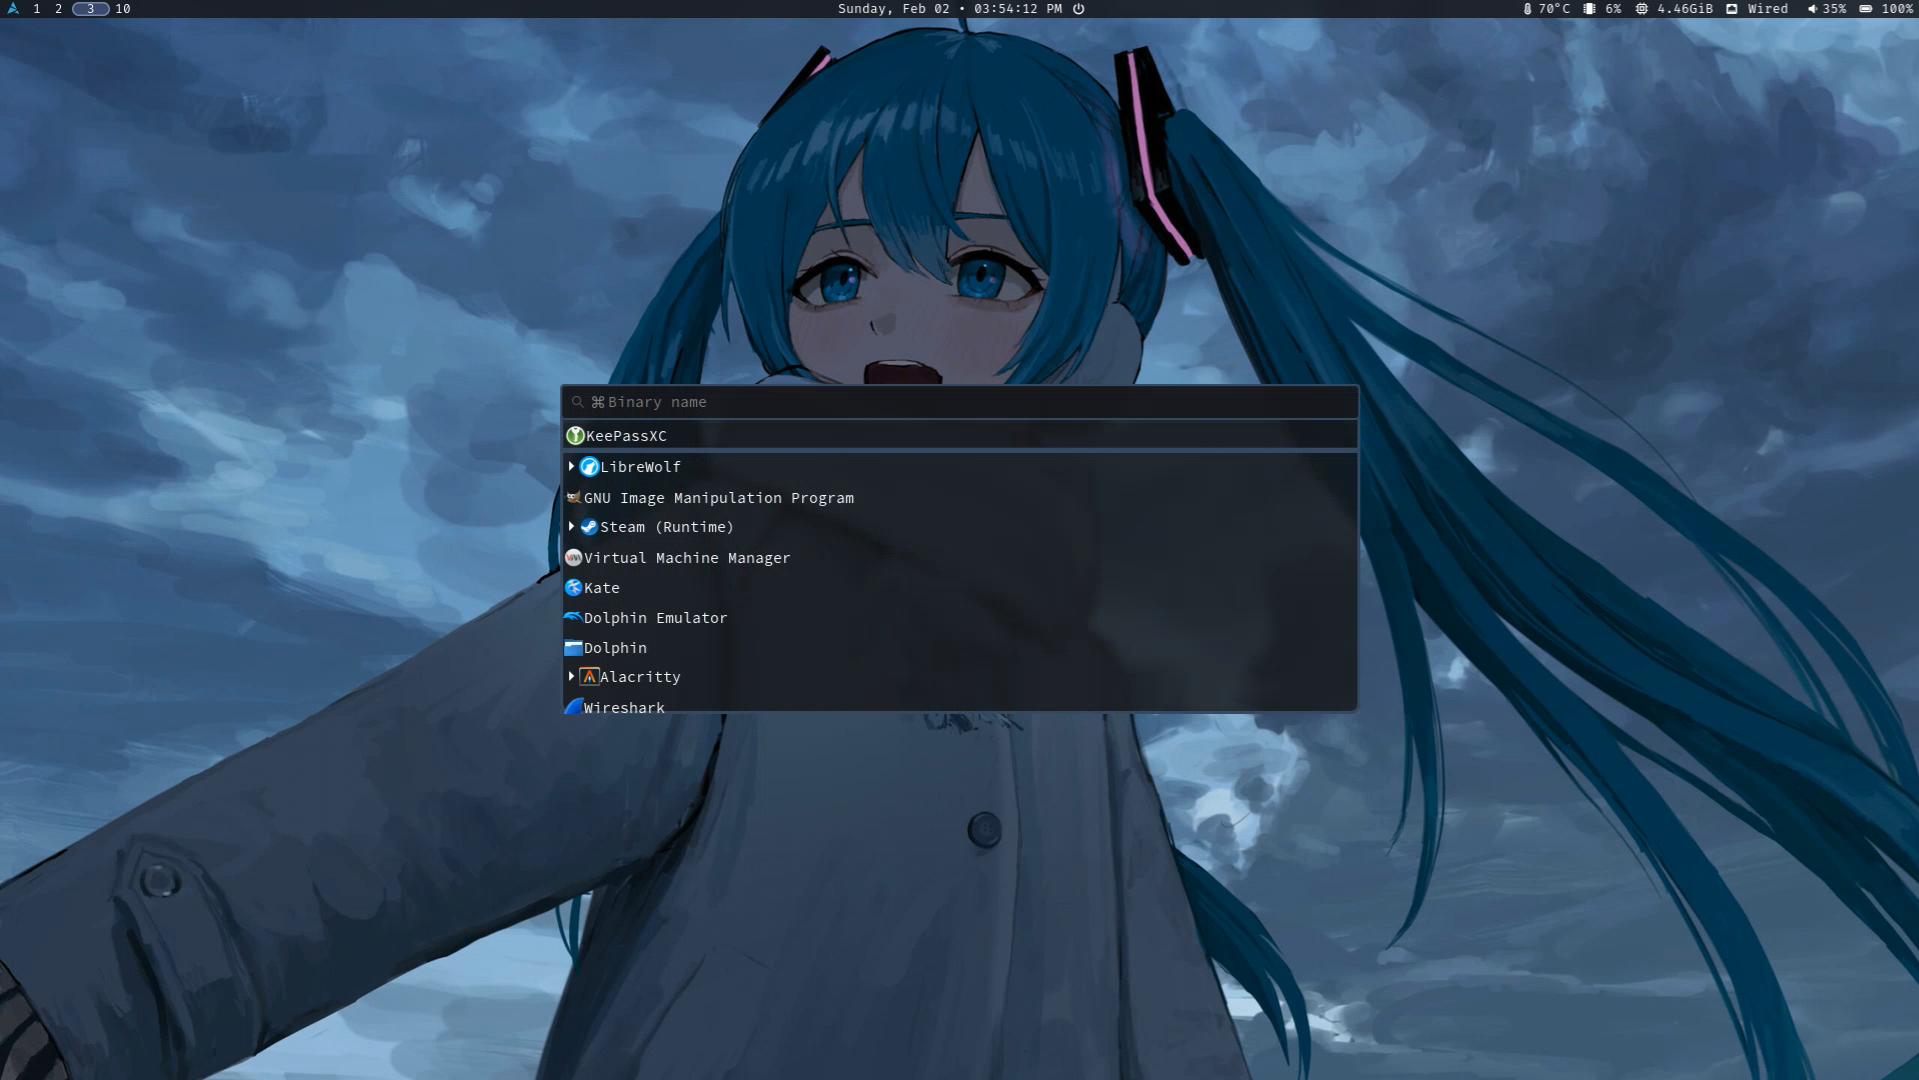 1 2 3 10 Sunday, Feb 02 • 03:54:12 PM 70°C 6% 4.46GiB Wired 35% 100%
⌘Binary name
KeePassXC
LibreWolf
GNU Image Manipulation Program
Steam (Runtime)
Virtual Machine Manager
Kate
Dolphin Emulator
Dolphin
Alacritty
Wireshark